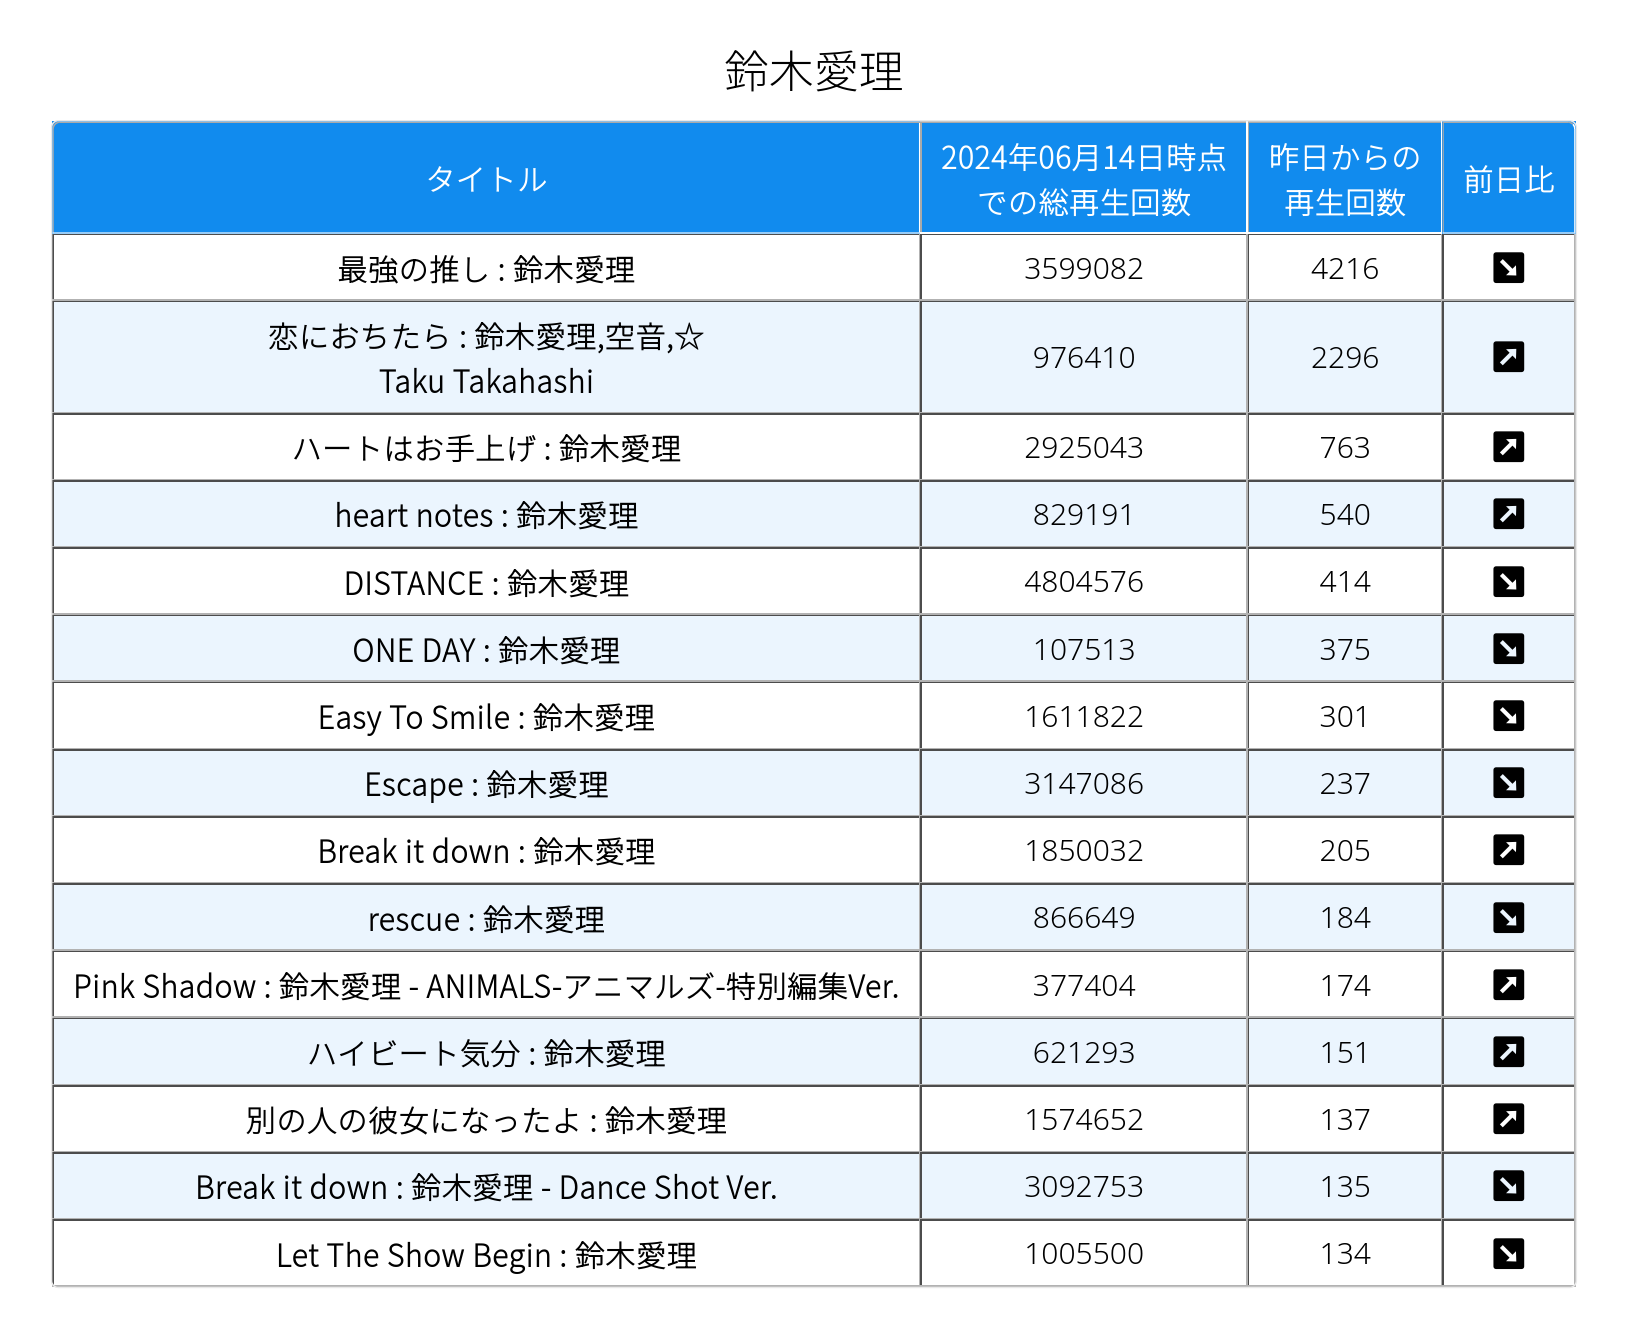 鈴木愛理
タイトル
2024年06月14日時点
での総再生回数
昨日からの
再生回数
前日比
最強の推し : 鈴木愛理 3599082 4216 ↘
恋におちたら : 鈴木愛理,空音,☆
Taku Takahashi 976410 2296 ↗
ハートはお手上げ : 鈴木愛理 2925043 763 ↗
heart notes : 鈴木愛理 829191 540 ↗
DISTANCE : 鈴木愛理 4804576 414 ↘
ONE DAY : 鈴木愛理 107513 375 ↘
Easy To Smile : 鈴木愛理 1611822 301 ↘
Escape : 鈴木愛理 3147086 237 ↘
Break it down : 鈴木愛理 1850032 205 ↗
rescue : 鈴木愛理 866649 184 ↘
Pink Shadow : 鈴木愛理 - ANIMALS-アニマルズ-特別編集Ver. 377404 174 ↗
ハイビート気分 : 鈴木愛理 621293 151 ↗
別の人の彼女になったよ : 鈴木愛理 1574652 137 ↗
Break it down : 鈴木愛理 - Dance Shot Ver. 3092753 135 ↘
Let The Show Begin : 鈴木愛理 1005500 134 ↘